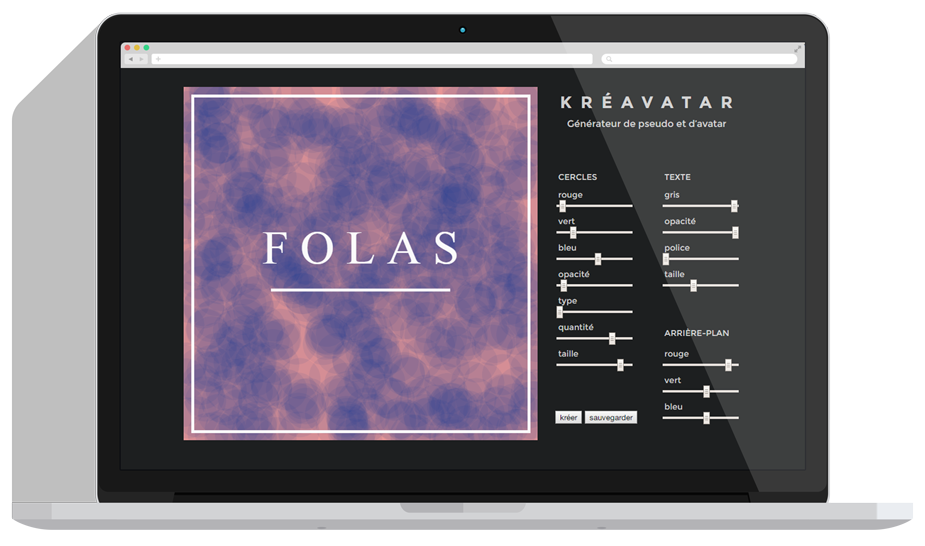 FOLAS
KRÉAVATAR
Générateur de pseudo et d'avatar
CERCLES
rouge
vert
bleu
opacité
type
quantité
taille
kréer
sauvegarder
TEXTE
gris
opacité
police
taille
ARRIÈRE-PLAN
rouge
vert
bleu